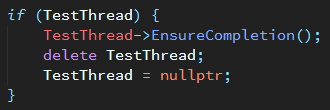 if (TestThread) {
    TestThread->EnsureCompletion();
    delete TestThread;
    TestThread = nullptr;
}